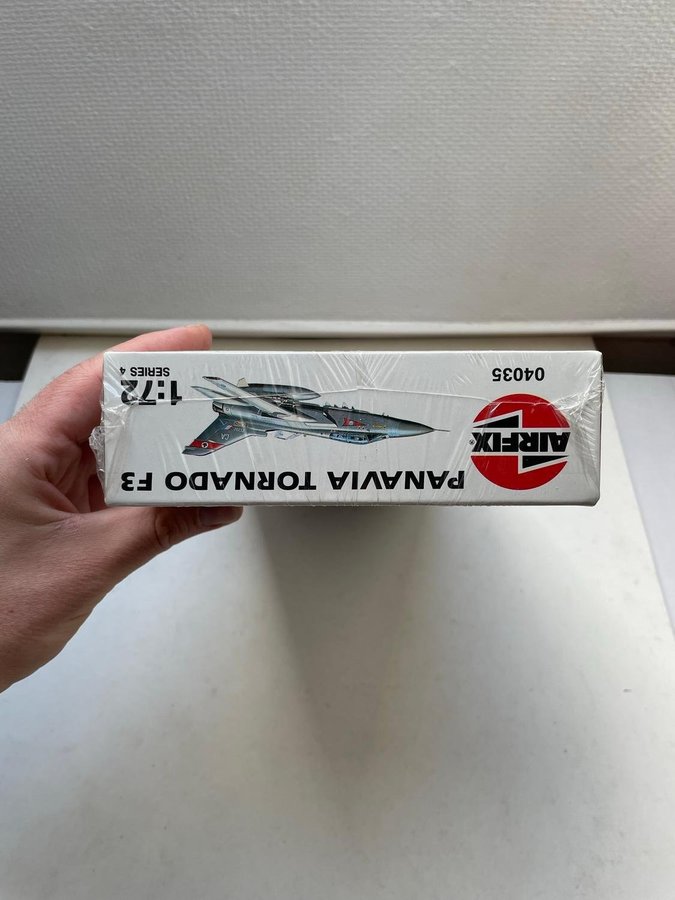 PANAVIA TORNADO F3
AIRFIX®
04035
1:72
SERIES 4